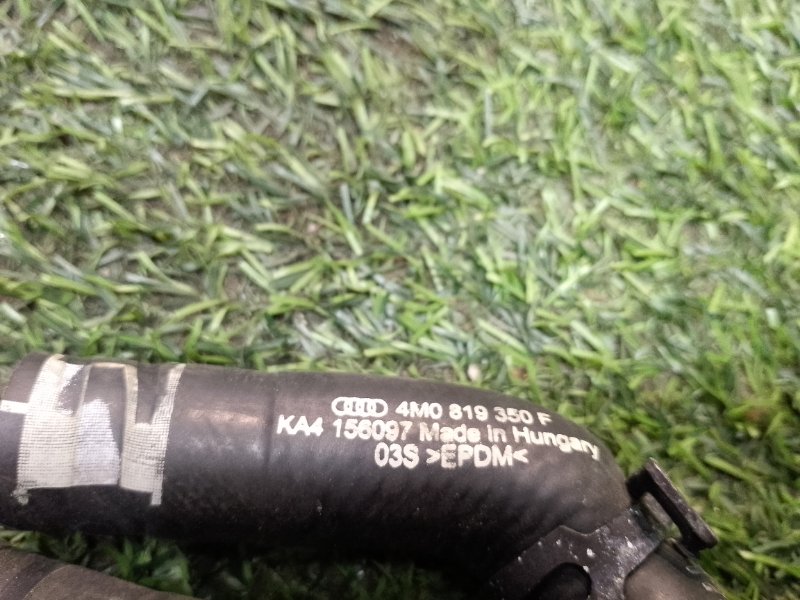 4M0 819 350 F
KA4 156097 Made in Hungary
03S >EPDM<